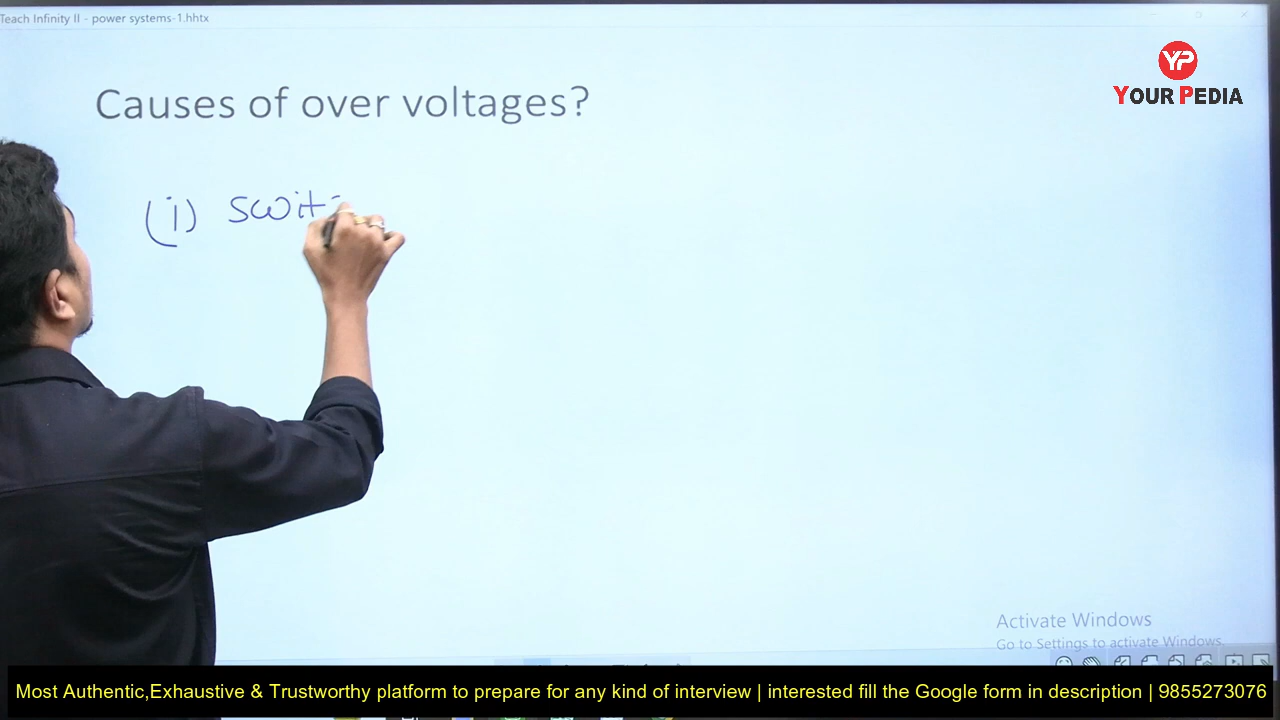 Teach Infinity II - power systems-1.hhtx
YP
YOUR PEDIA
Causes of over voltages?
(i) swit
Activate Windows
Go to Settings to activate Windows.
Most Authentic,Exhaustive & Trustworthy platform to prepare for any kind of interview | interested fill the Google form in description | 9855273076